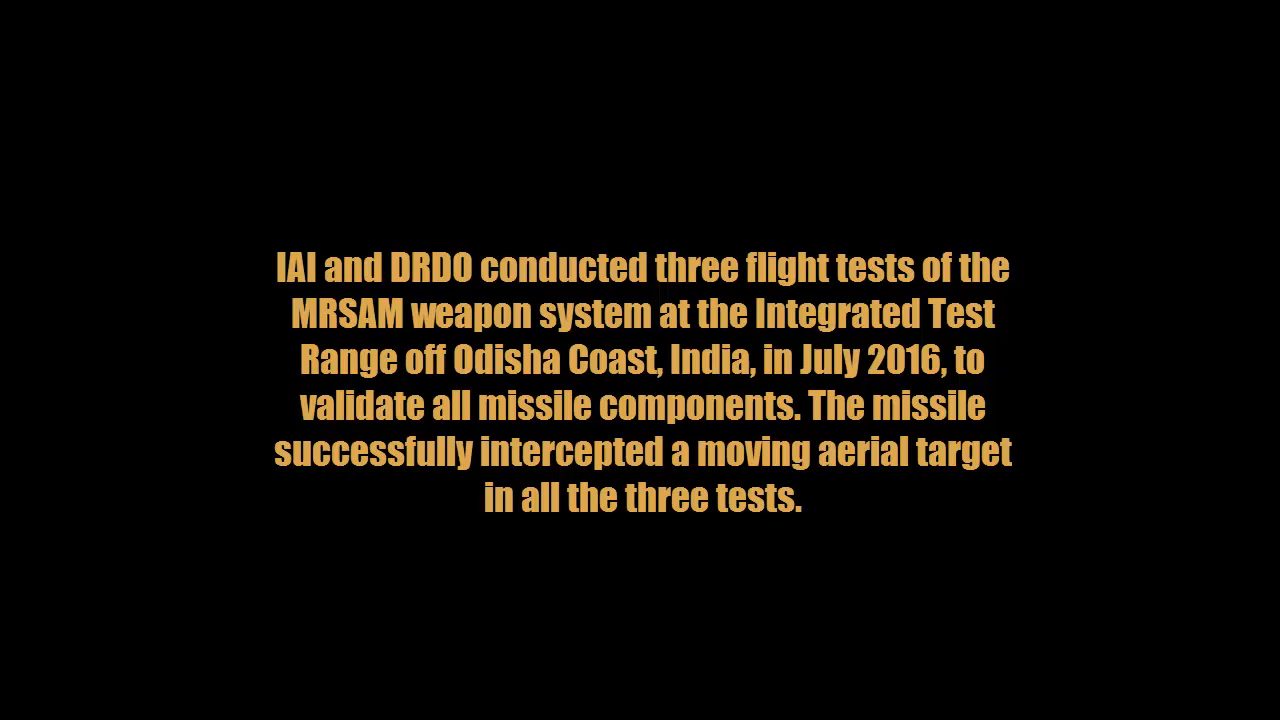 IAI and DRDO conducted three flight tests of the
MRSAM weapon system at the Integrated Test
Range off Odisha Coast, India, in July 2016, to
validate all missile components. The missile
successfully intercepted a moving aerial target
in all the three tests.